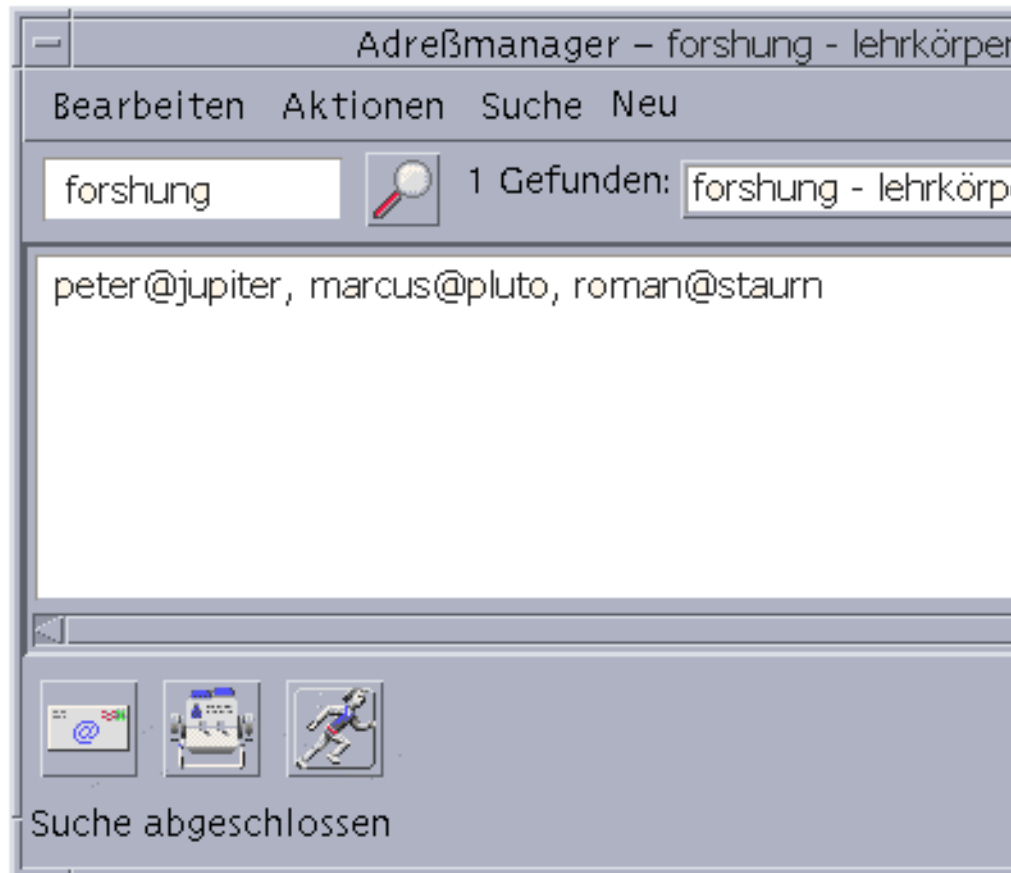 Adreßmanager – forshung - lehrkörper
Bearbeiten Aktionen Suche Neu
forshung 1 Gefunden: forshung - lehrkörpe
peter@jupiter, marcus@pluto, roman@staurn
@
Suche abgeschlossen